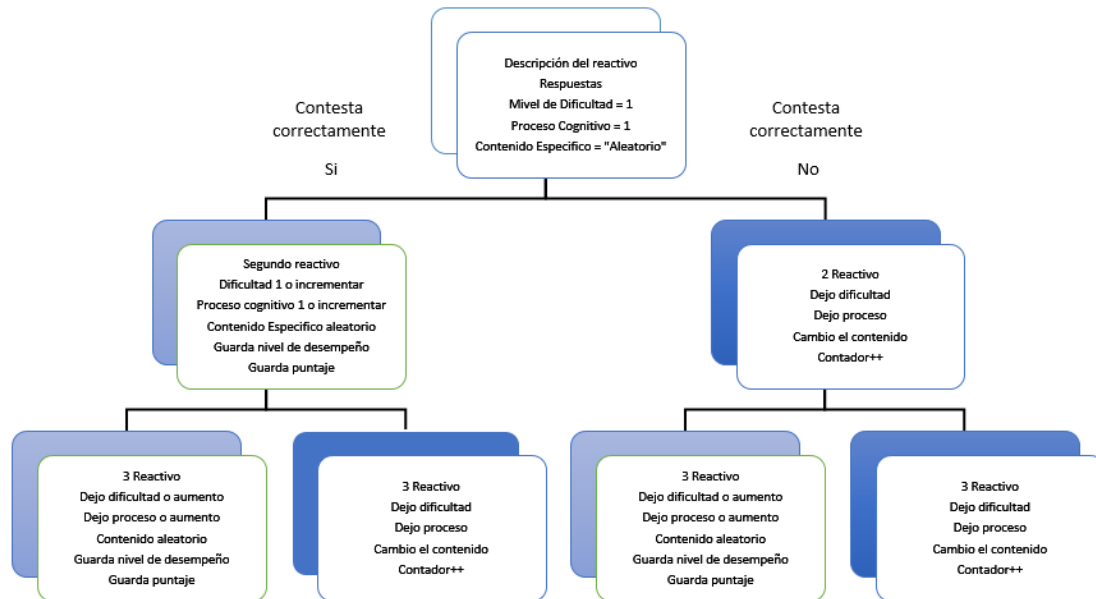 Descripción del reactivo
Respuestas
Mivel de Dificultad = 1
Proceso Cognitivo = 1
Contenido Especifico = "Aleatorio"
Contesta
correctamente
Si
Contesta
correctamente
No
Segundo reactivo
Dificultad 1 o incrementar
Proceso cognitivo 1 o incrementar
Contenido Especifico aleatorio
Guarda nivel de desempeño
Guarda puntaje
2 Reactivo
Dejo dificultad
Dejo proceso
Cambio el contenido
Contador++
3 Reactivo
Dejo dificultad o aumento
Dejo proceso o aumento
Contenido aleatorio
Guarda nivel de desempeño
Guarda puntaje
3 Reactivo
Dejo dificultad
Dejo proceso
Cambio el contenido
Contador++
3 Reactivo
Dejo dificultad o aumento
Dejo proceso o aumento
Contenido aleatorio
Guarda nivel de desempeño
Guarda puntaje
3 Reactivo
Dejo dificultad
Dejo proceso
Cambio el contenido
Contador++